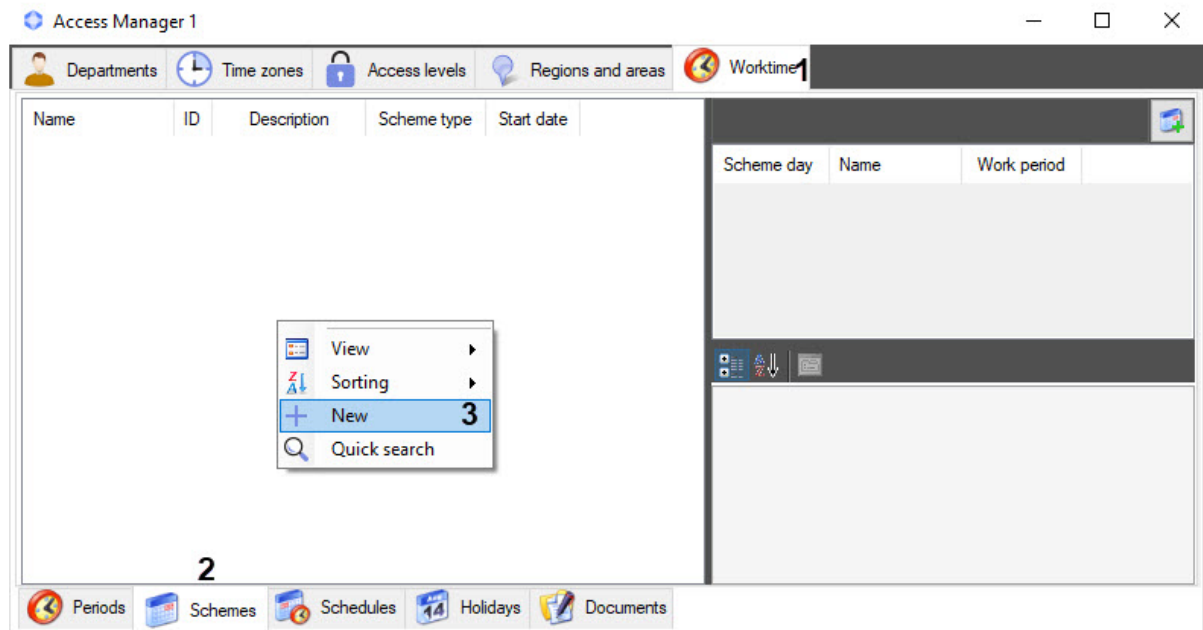 Access Manager 1
Departments Time zones Access levels Regions and areas Worktime 1
Name ID Description Scheme type Start date
Scheme day Name Work period
View
Sorting
New 3
Quick search
2
Periods Schemes Schedules 14 Holidays Documents